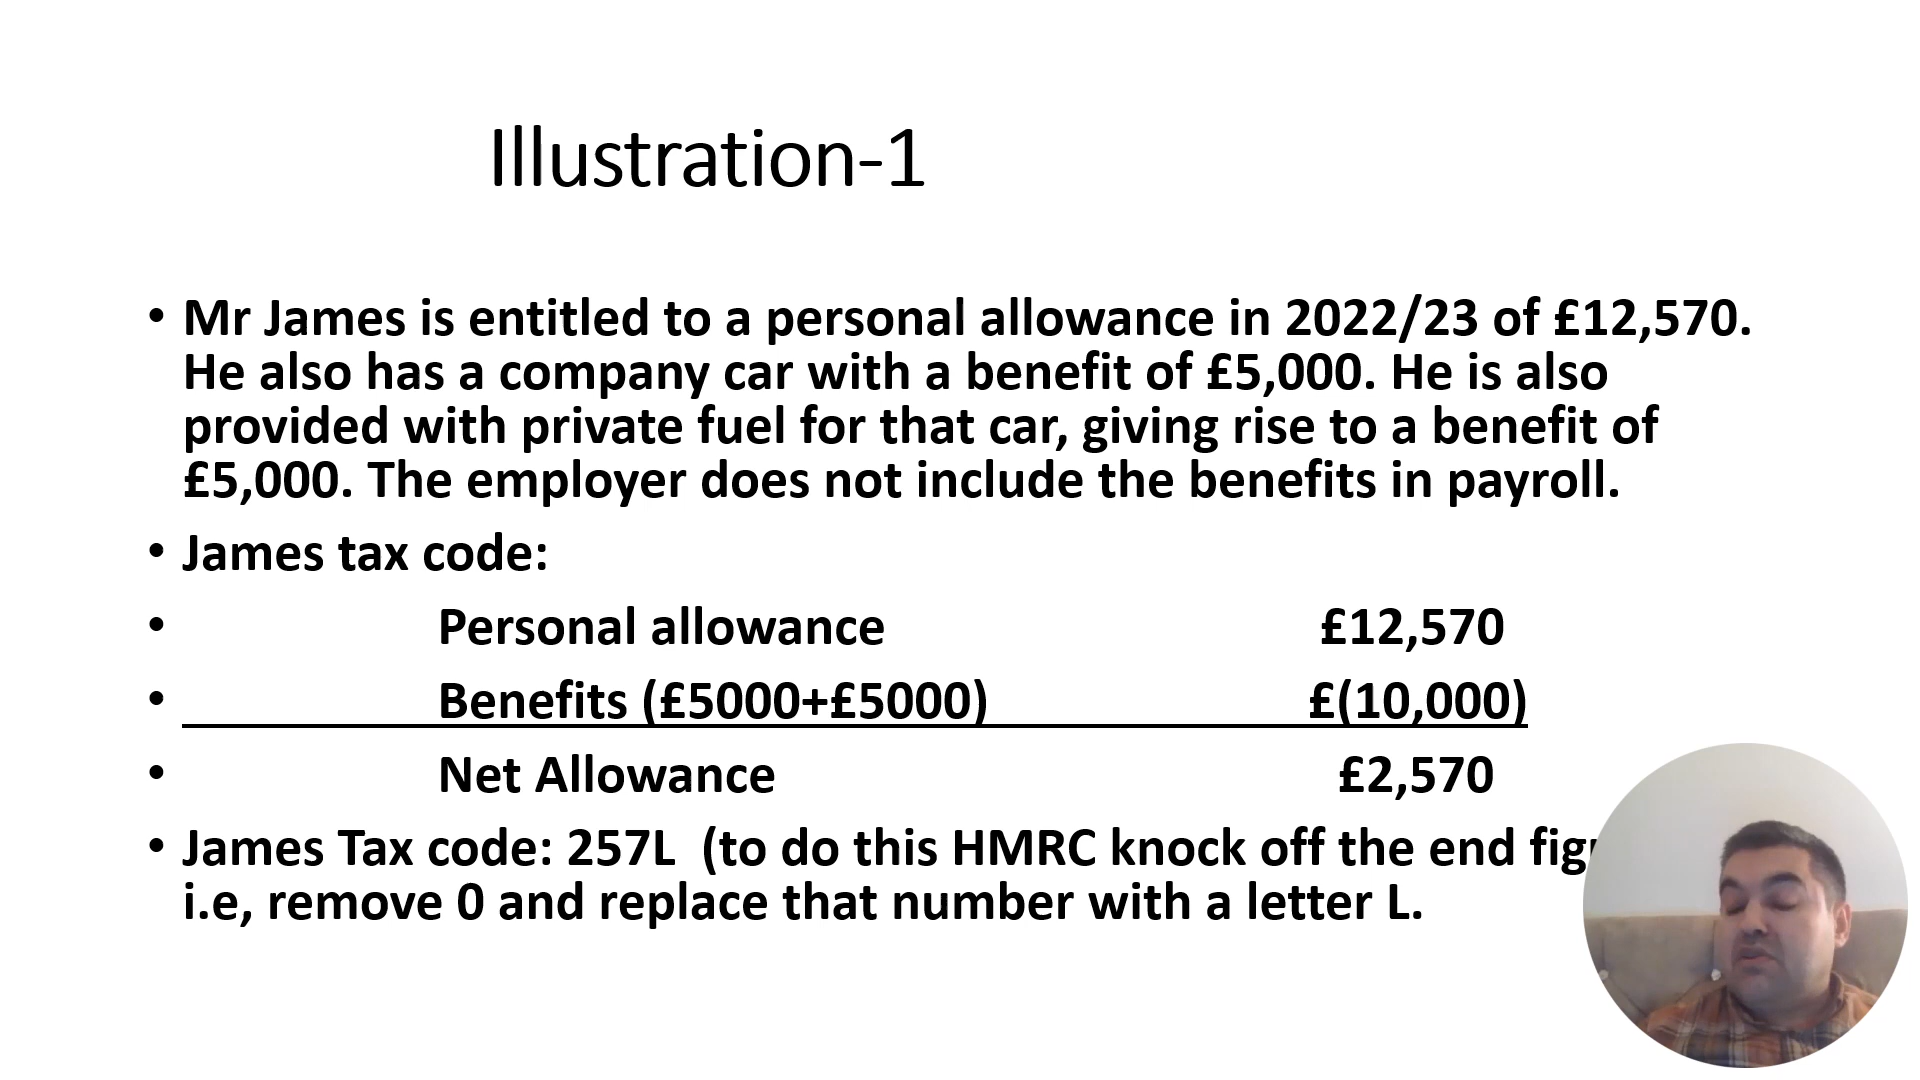 Illustration-1
• Mr James is entitled to a personal allowance in 2022/23 of £12,570.
He also has a company car with a benefit of £5,000. He is also
provided with private fuel for that car, giving rise to a benefit of
£5,000. The employer does not include the benefits in payroll.
• James tax code:
• Personal allowance £12,570
• Benefits (£5000+£5000) £(10,000)
• Net Allowance £2,570
• James Tax code: 257L (to do this HMRC knock off the end
i.e, remove 0 and replace that number with a letter L.